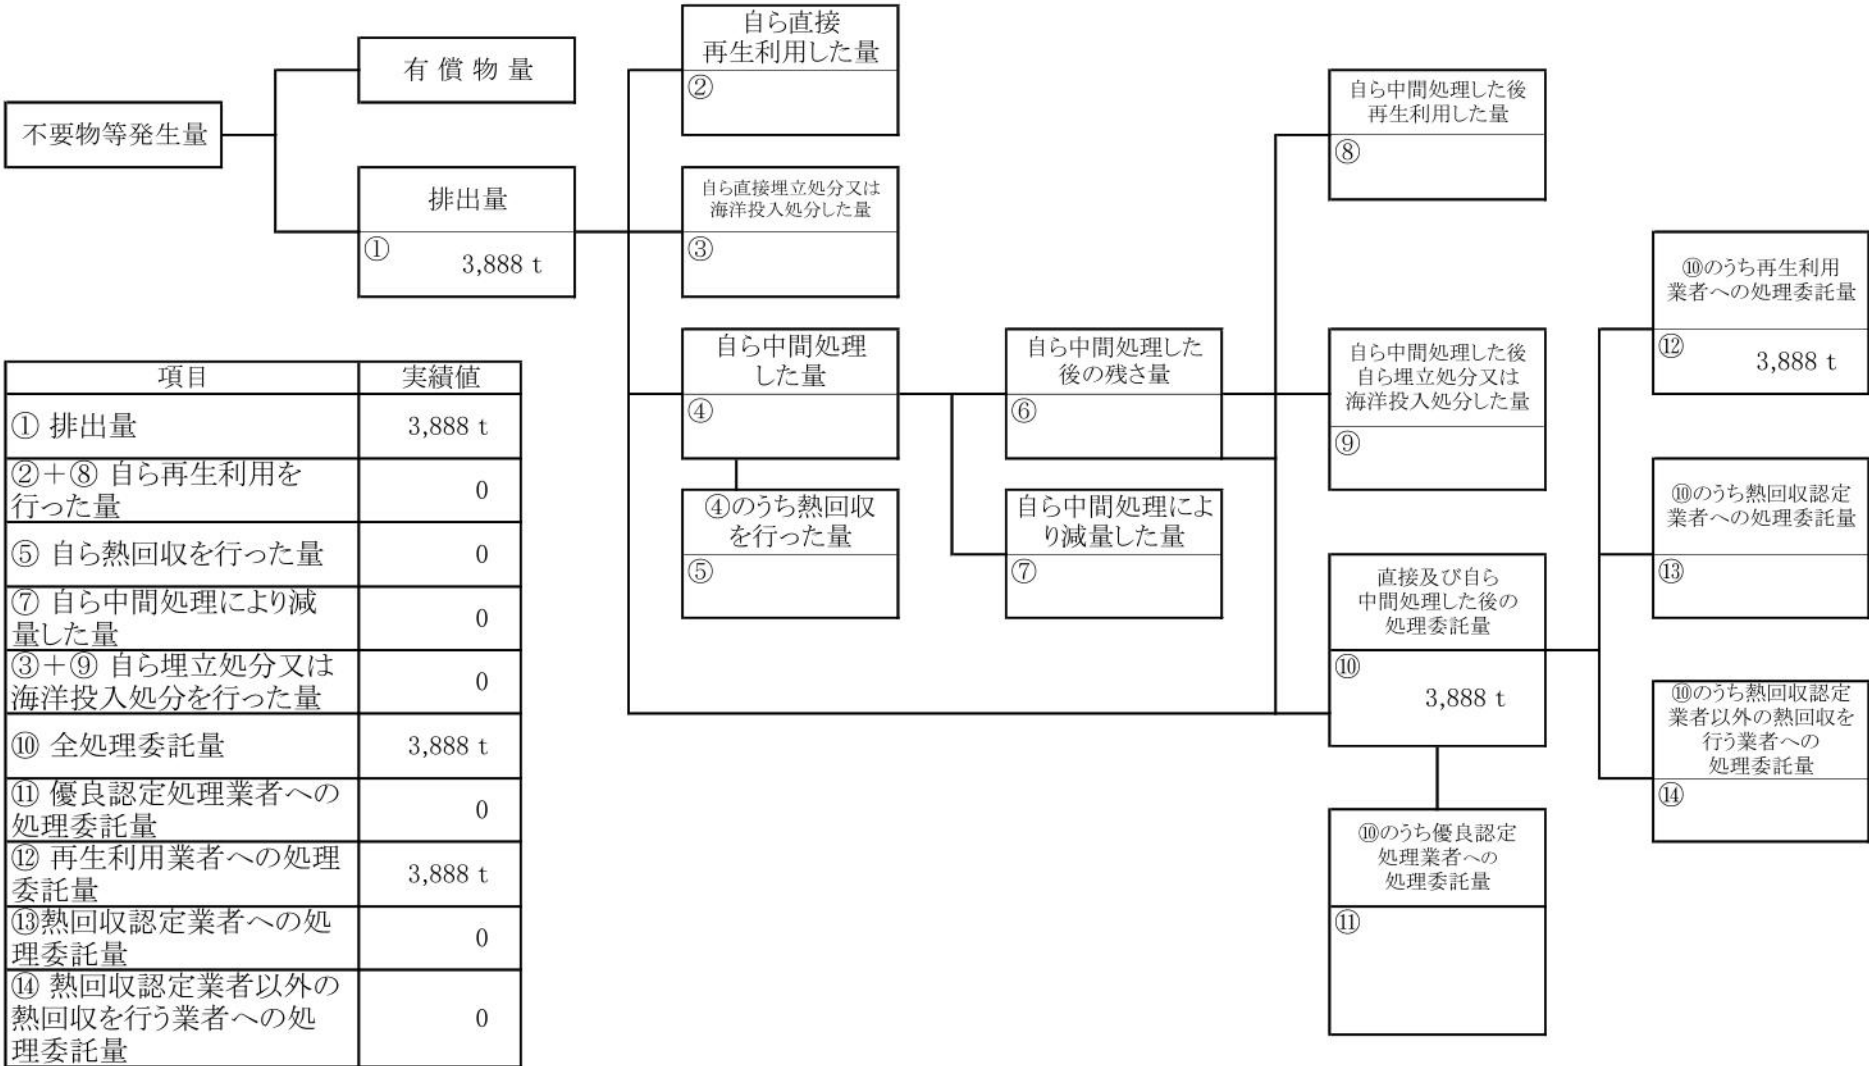 不要物等発生量
有 償 物 量
排出量
①
3,888 t
自ら直接
再生利用した量
②
自ら直接埋立処分又は
海洋投入処分した量
③
自ら中間処理
した量
④
④のうち熱回収
を行った量
⑤
自ら中間処理した
後の残さ量
⑥
自ら中間処理によ
り減量した量
⑦
自ら中間処理した後
再生利用した量
⑧
自ら中間処理した後
自ら埋立処分又は
海洋投入処分した量
⑨
直接及び自ら
中間処理した後の
処理委託量
⑩
3,888 t
⑩のうち優良認定
処理業者への
処理委託量
⑪
⑩のうち再生利用
業者への処理委託量
⑫
3,888 t
⑩のうち熱回収認定
業者への処理委託量
⑬
⑩のうち熱回収認定
業者以外の熱回収を
行う業者への
処理委託量
⑭
項目 実績値
① 排出量 3,888 t
②＋⑧ 自ら再生利用を
行った量 0
⑤ 自ら熱回収を行った量 0
⑦ 自ら中間処理により減
量した量 0
③＋⑨ 自ら埋立処分又は
海洋投入処分を行った量 0
⑩ 全処理委託量 3,888 t
⑪ 優良認定処理業者への
処理委託量 0
⑫ 再生利用業者への処理
委託量 3,888 t
⑬熱回収認定業者への処
理委託量 0
⑭ 熱回収認定業者以外の
熱回収を行う業者への処
理委託量 0